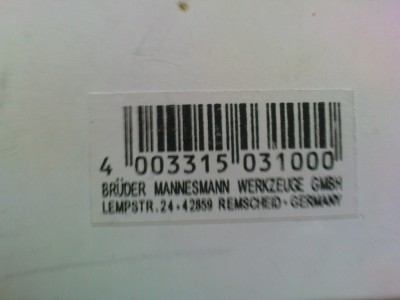 4 003315 031000
BRÜDER MANNESMANN WERKZEUGE GMBH
LEMPSTR.24-42859 REMSCHEID-GERMANY